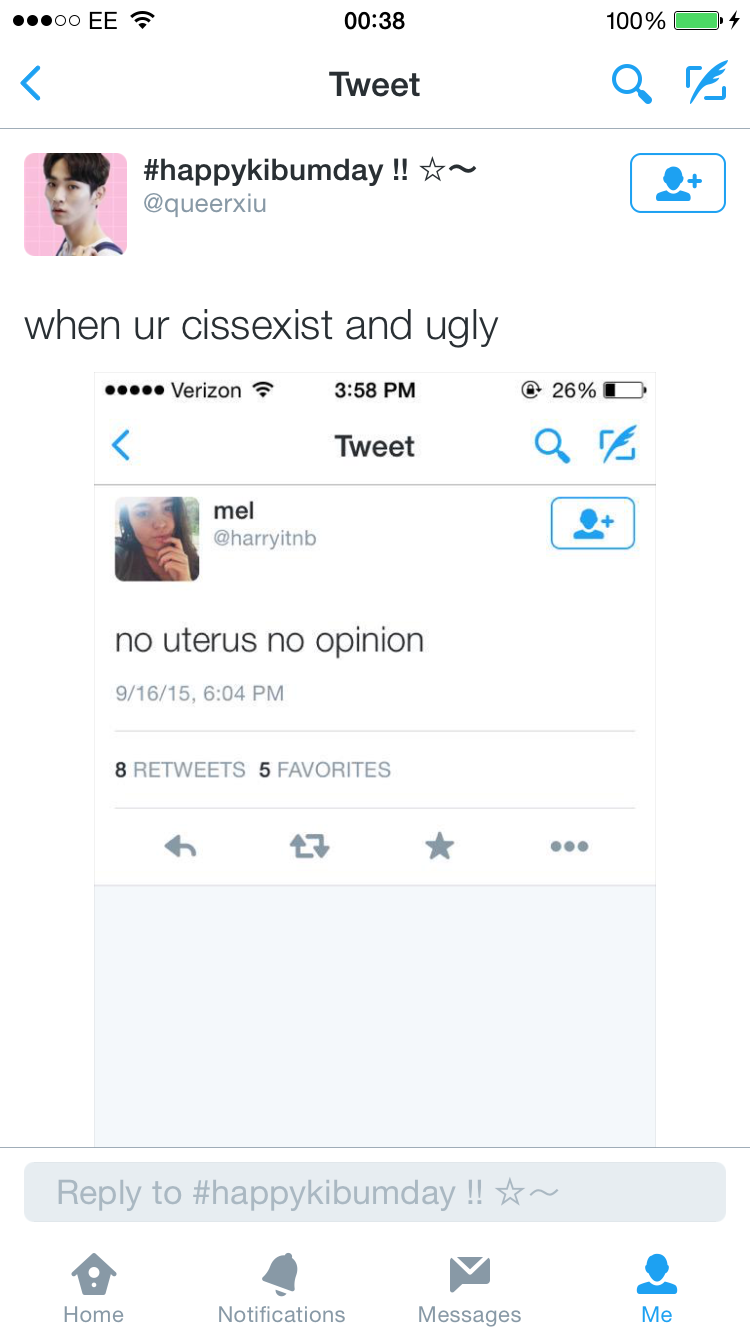 EE 00:38 100%
Tweet
#happykibumday !! ☆〜
@queerxiu
when ur cissexist and ugly
Verizon 3:58 PM 26%
Tweet
mel
@harryitnb
no uterus no opinion
9/16/15, 6:04 PM
8 RETWEETS 5 FAVORITES
Reply to #happykibumday !! ☆〜
Home Notifications Messages Me